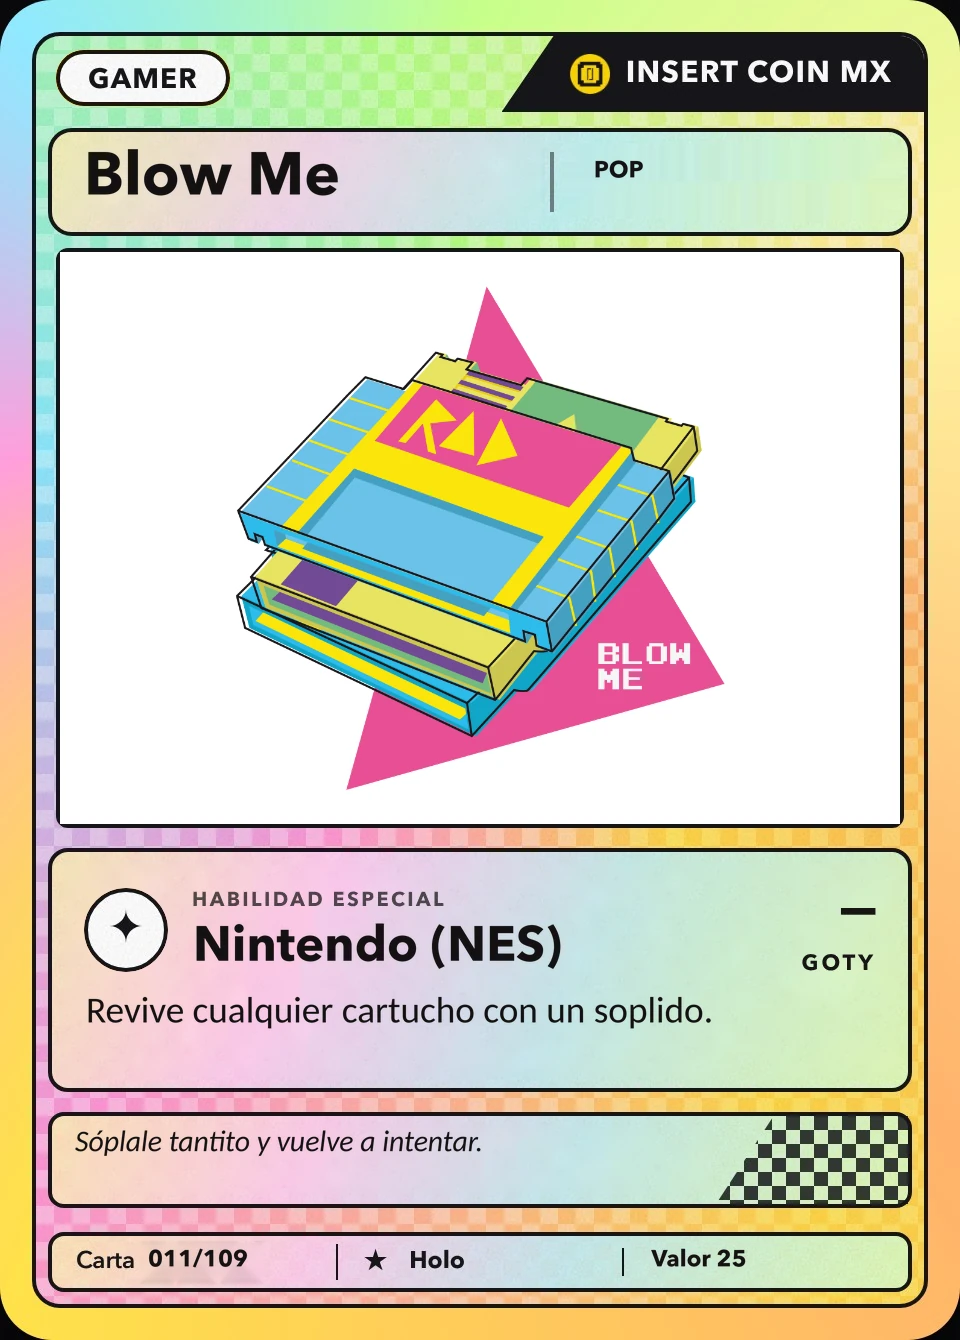 GAMER
INSERT COIN MX
Blow Me
POP
RAD
BLOW
ME
HABILIDAD ESPECIAL
Nintendo (NES)
—
GOTY
Revive cualquier cartucho con un soplido.
Sóplale tantito y vuelve a intentar.
Carta 011/109
★ Holo
Valor 25